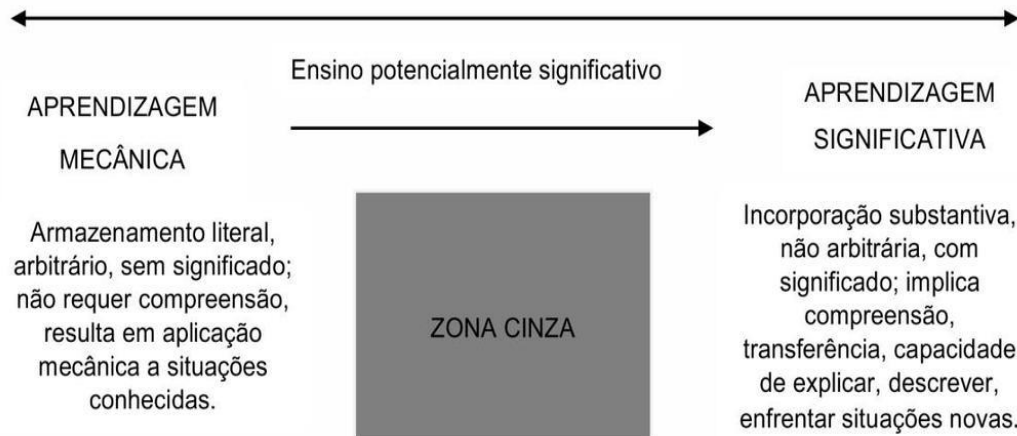 Ensino potencialmente significativo
APRENDIZAGEM
MECÂNICA
APRENDIZAGEM
SIGNIFICATIVA
Armazenamento literal,
arbitrário, sem significado;
não requer compreensão,
resulta em aplicação
mecânica a situações
conhecidas.
ZONA CINZA
Incorporação substantiva,
não arbitrária, com
significado; implica
compreensão,
transferência, capacidade
de explicar, descrever,
enfrentar situações novas.